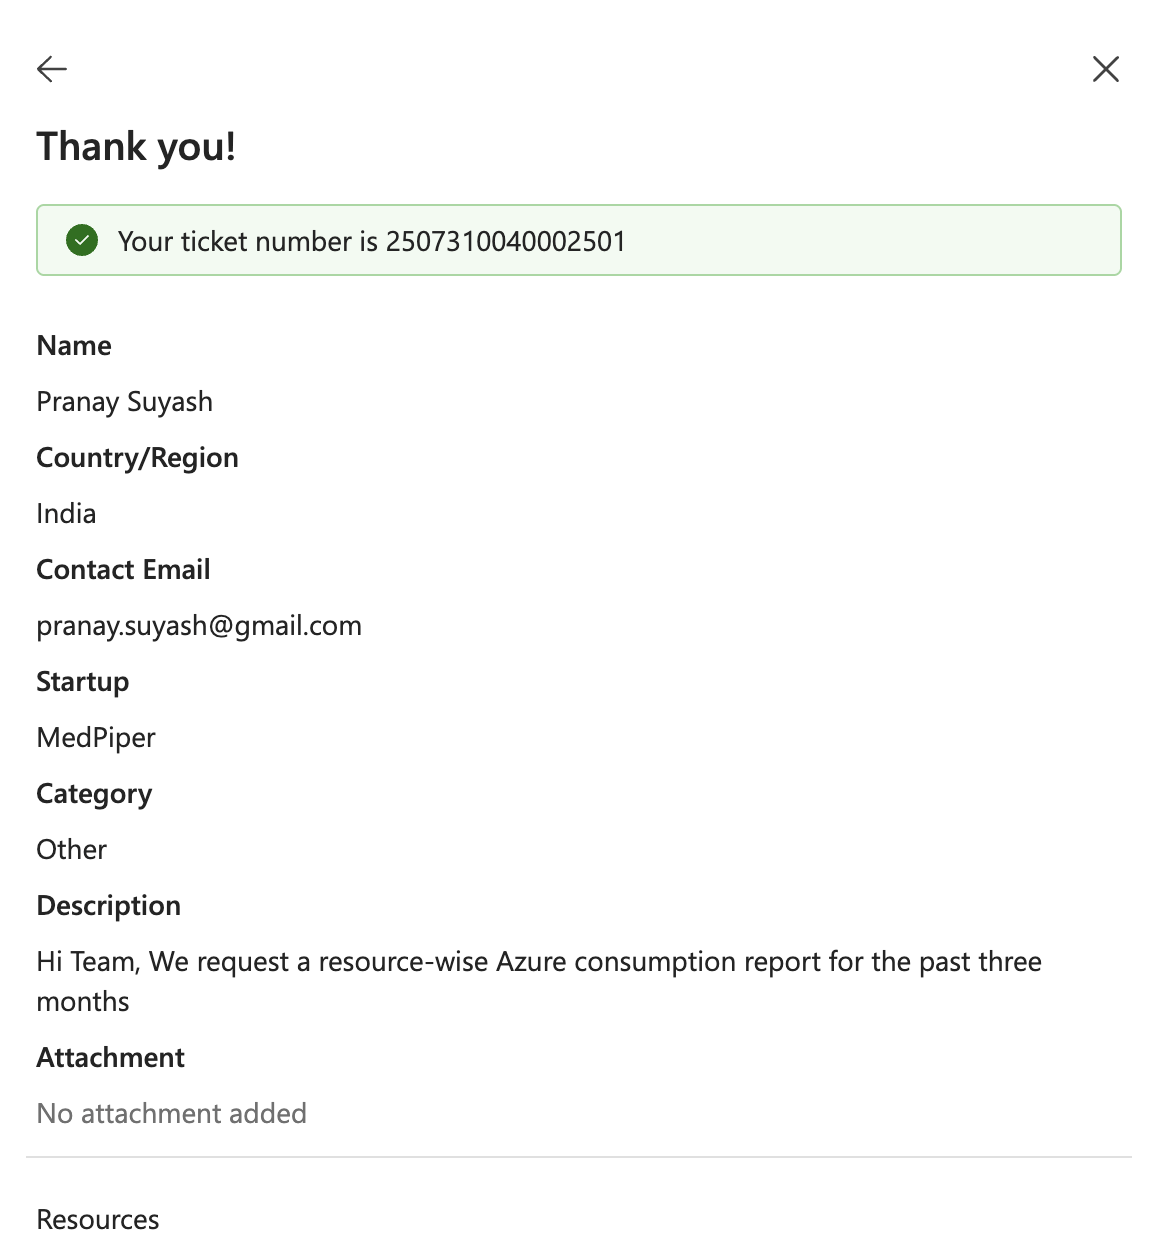 Thank you!
Your ticket number is 2507310040002501
Name
Pranay Suyash
Country/Region
India
Contact Email
pranay.suyash@gmail.com
Startup
MedPiper
Category
Other
Description
Hi Team, We request a resource-wise Azure consumption report for the past three
months
Attachment
No attachment added
Resources